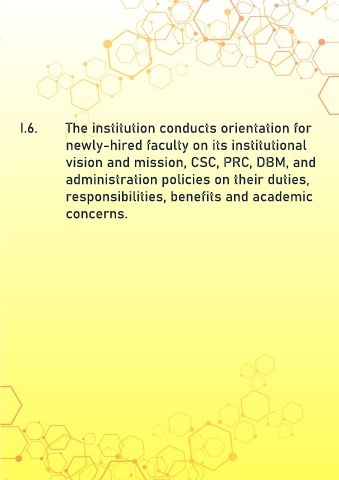 I.6. The institution conducts orientation for
newly-hired faculty on its institutional
vision and mission, CSC, PRC, DBM, and
administration policies on their duties,
responsibilities, benefits and academic
concerns.